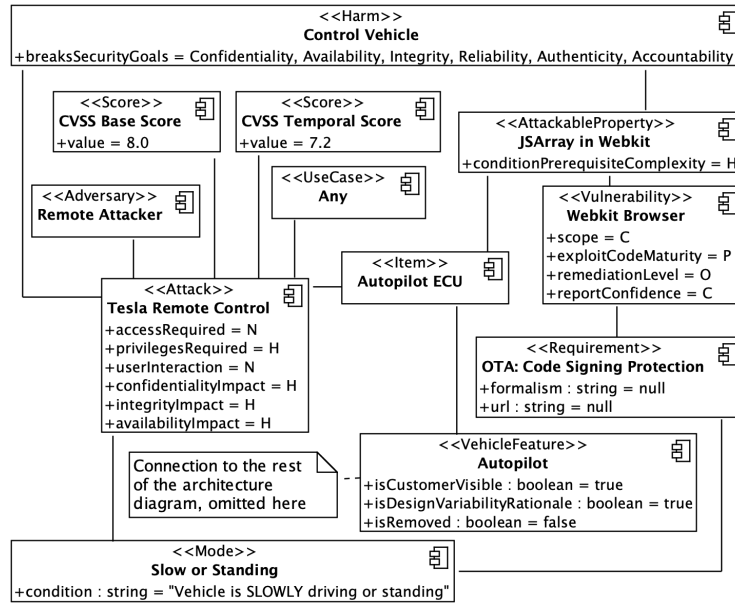 <<Harm>>
Control Vehicle
+breaksSecurityGoals = Confidentiality, Availability, Integrity, Reliability, Authenticity, Accountability
<<Score>>
CVSS Base Score
+value = 8.0
<<Score>>
CVSS Temporal Score
+value = 7.2
<<AttackableProperty>>
JSArray in Webkit
+conditionPrerequisiteComplexity = H
<<UseCase>>
Any
<<Adversary>>
Remote Attacker
<<Vulnerability>>
Webkit Browser
+scope = C
+exploitCodeMaturity = P
+remediationLevel = O
+reportConfidence = C
<<Item>>
Autopilot ECU
<<Attack>>
Tesla Remote Control
+accessRequired = N
+privilegesRequired = H
+userInteraction = N
+confidentialityImpact = H
+integrityImpact = H
+availabilityImpact = H
<<Requirement>>
OTA: Code Signing Protection
+formalism : string = null
+url : string = null
<<VehicleFeature>>
Autopilot
+isCustomerVisible : boolean = true
+isDesignVariabilityRationale : boolean = true
+isRemoved : boolean = false
Connection to the rest
of the architecture
diagram, omitted here
<<Mode>>
Slow or Standing
+condition : string = "Vehicle is SLOWLY driving or standing"